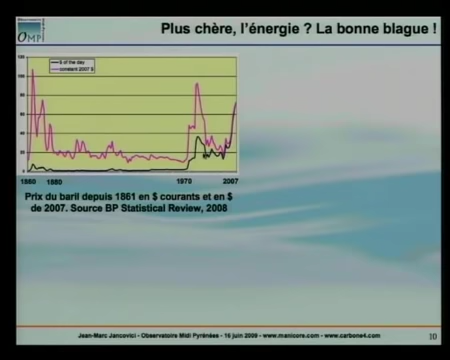 OMP
Plus chère, l'énergie ? La bonne blague !
$ of the day
constant 2007 $
120
100
80
60
40
20
0
1860 1880 1970 2007
Prix du baril depuis 1861 en $ courants et en $
de 2007. Source BP Statistical Review, 2008
Jean-Marc Jancovici - Observatoire Midi Pyrénées - 16 juin 2009 - www.manicore.com - www.carbone4.com
10